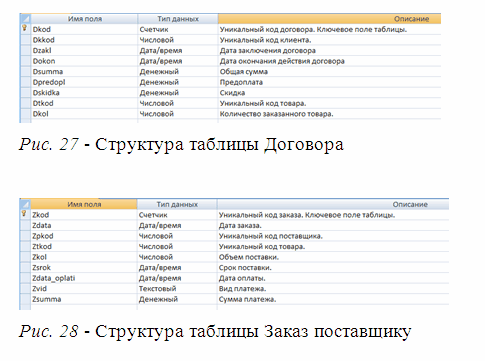 Имя поля Тип данных Описание
Dkod Счетчик Уникальный код договора. Ключевое поле таблицы.
Dkkod Числовой Уникальный код клиента.
Dzakl Дата/время Дата заключения договора
Dokon Дата/время Дата окончания действия договора
Dsumma Денежный Общая сумма
Dpredopl Денежный Предоплата
Dskidka Денежный Скидка
Dtkod Числовой Уникальный код товара.
Dkol Числовой Количество заказанного товара.
Рис. 27 - Структура таблицы Договора
Имя поля Тип данных Описание
Zkod Счетчик Уникальный код заказа. Ключевое поле таблицы.
Zdata Дата/время Дата заказа.
Zpkod Числовой Уникальный код поставщика.
Ztkod Числовой Уникальный код товара.
Zkol Числовой Объем поставки.
Zsrok Дата/время Срок поставки.
Zdata_oplati Дата/время Дата оплаты.
Zvid Текстовый Вид платежа.
Zsumma Денежный Сумма платежа.
Рис. 28 - Структура таблицы Заказ поставщику